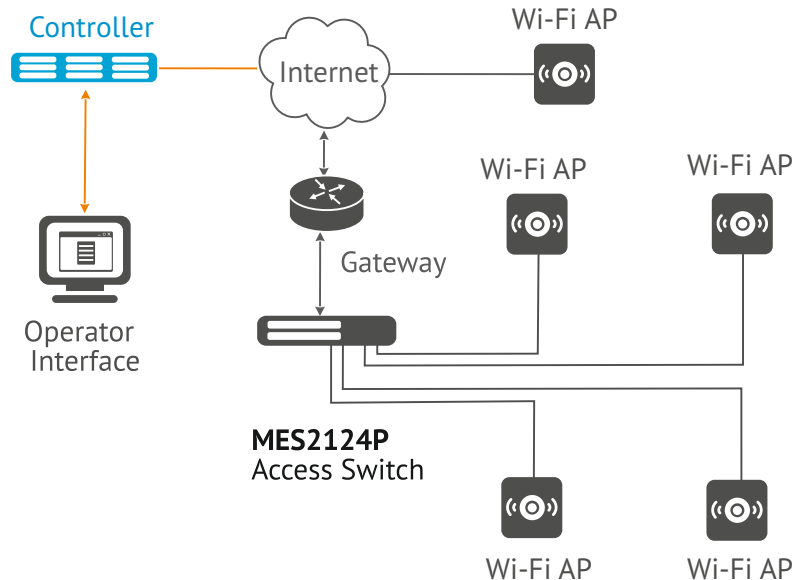 Wi-Fi AP
Controller
Internet
Wi-Fi AP
Wi-Fi AP
Gateway
Operator
Interface
MES2124P
Access Switch
Wi-Fi AP
Wi-Fi AP